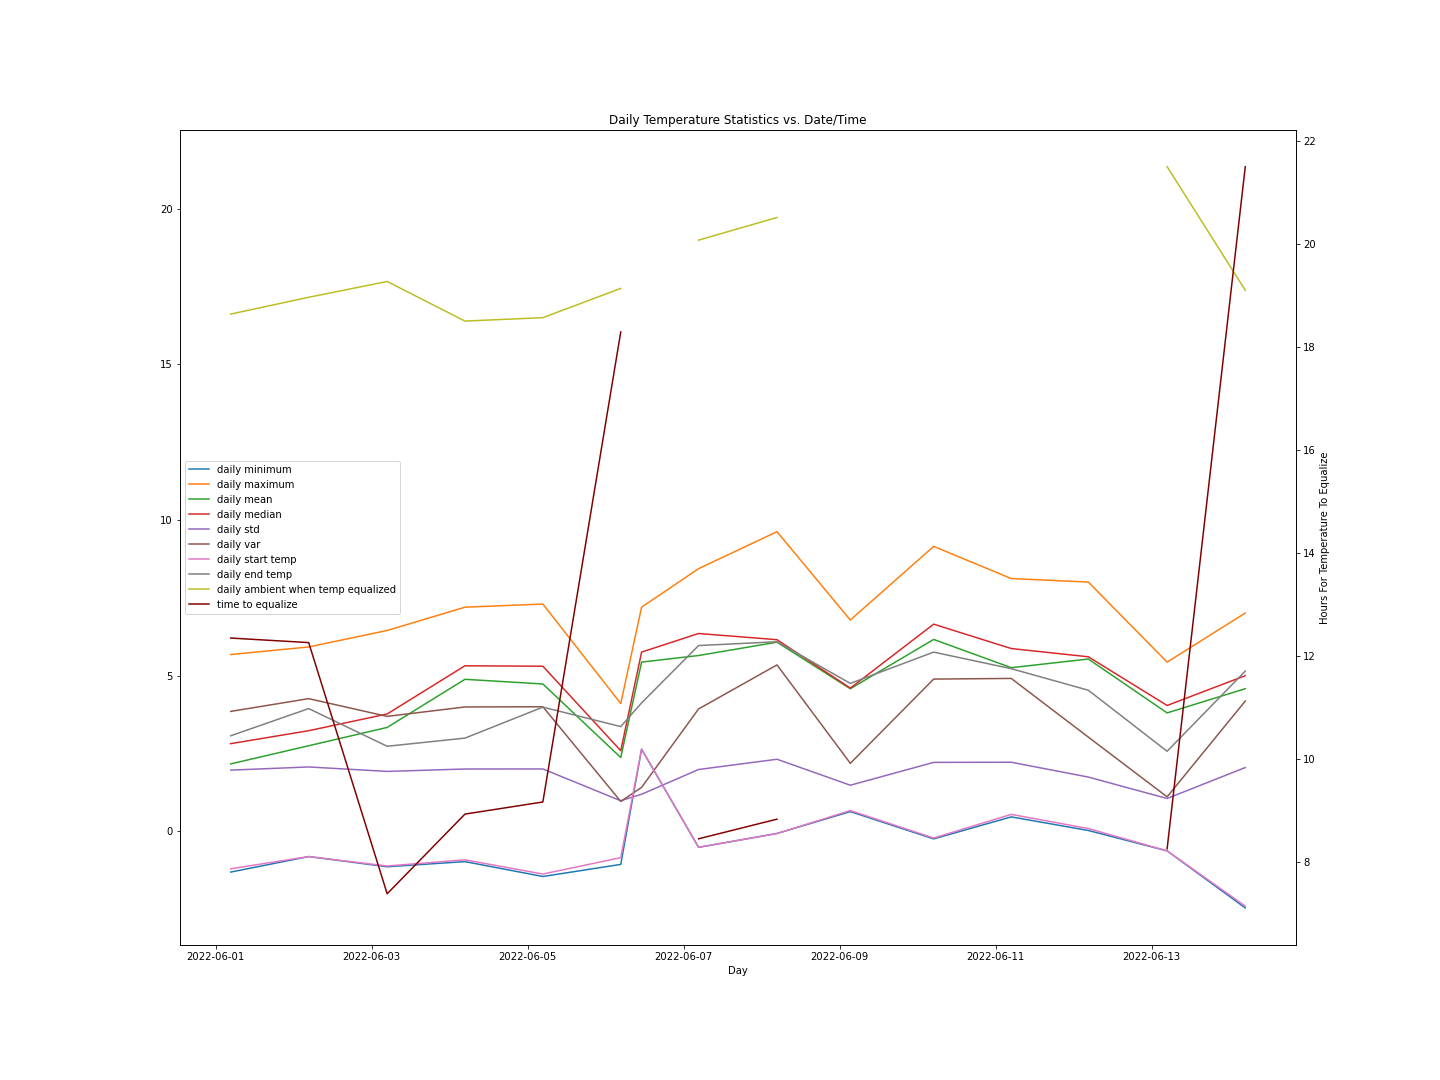 Daily Temperature Statistics vs. Date/Time
22
20
20
18
15
16
daily minimum
daily maximum
daily mean
daily median
daily std
daily var
daily start temp
daily end temp
daily ambient when temp equalized
time to equalize
Hours For Temperature To Equalize
10
14
12
5
10
0
8
2022-06-01
2022-06-03
2022-06-05
2022-06-07
2022-06-09
2022-06-11
2022-06-13
Day